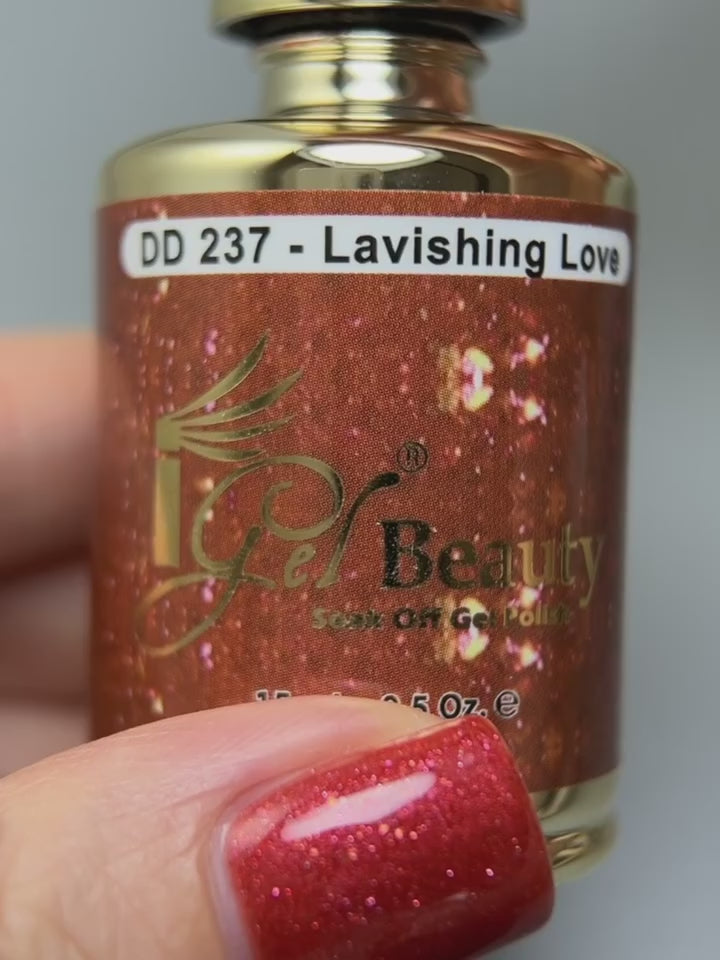 DD 237 - Lavishing Love
iGel Beauty®
Soak Off Gel Polish
0.5 Oz. e